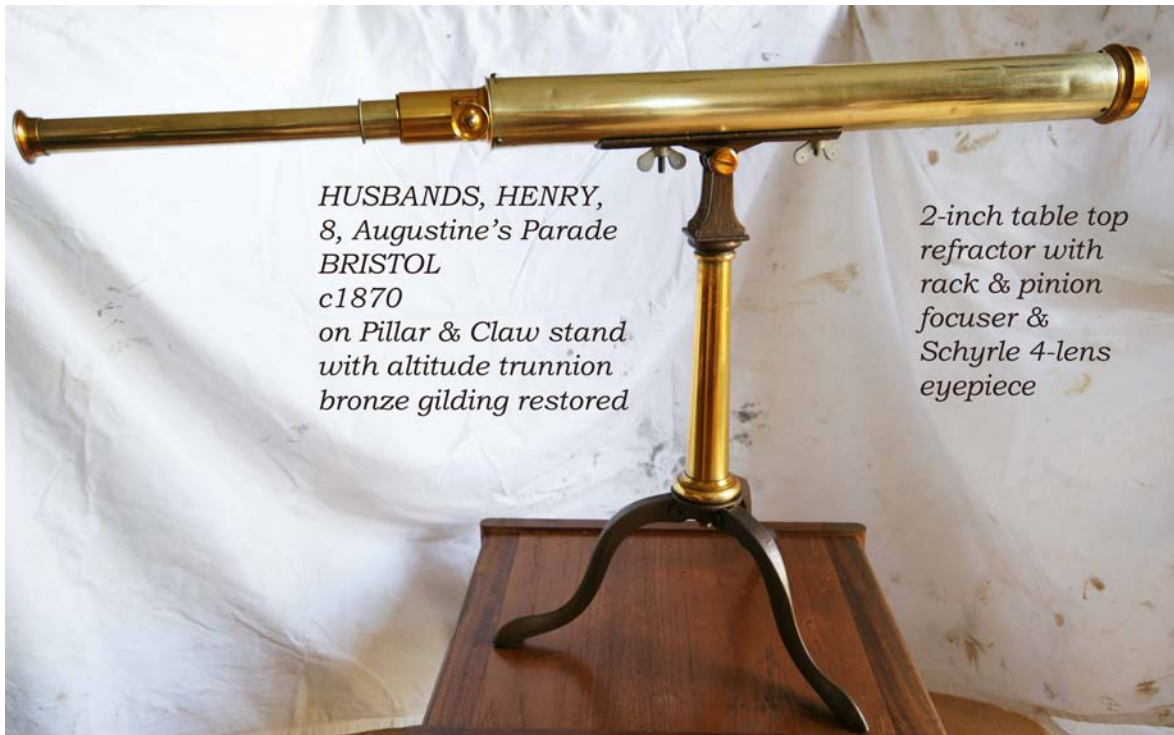 HUSBANDS, HENRY,
8, Augustine's Parade
BRISTOL
c1870
on Pillar & Claw stand
with altitude trunnion
bronze gilding restored
2-inch table top
refractor with
rack & pinion
focuser &
Schyrle 4-lens
eyepiece